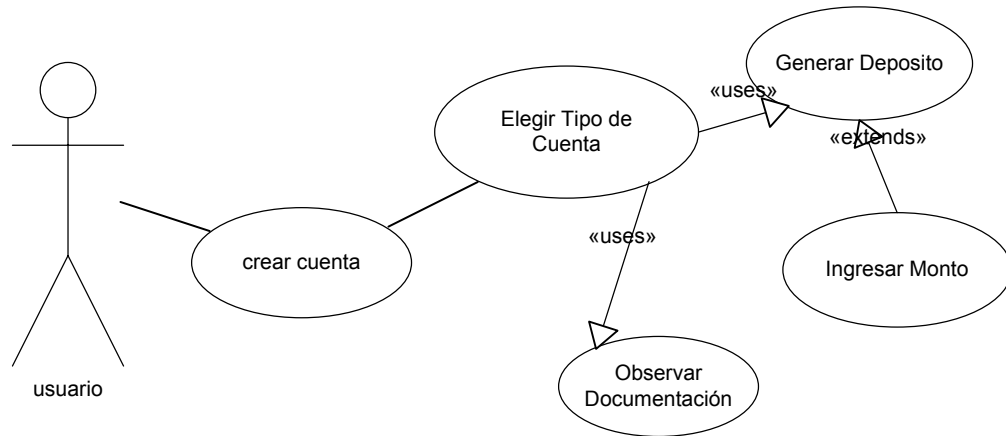 Generar Deposito
«uses»
Elegir Tipo de
Cuenta
«extends»
«uses»
crear cuenta
Ingresar Monto
Observar
Documentación
usuario